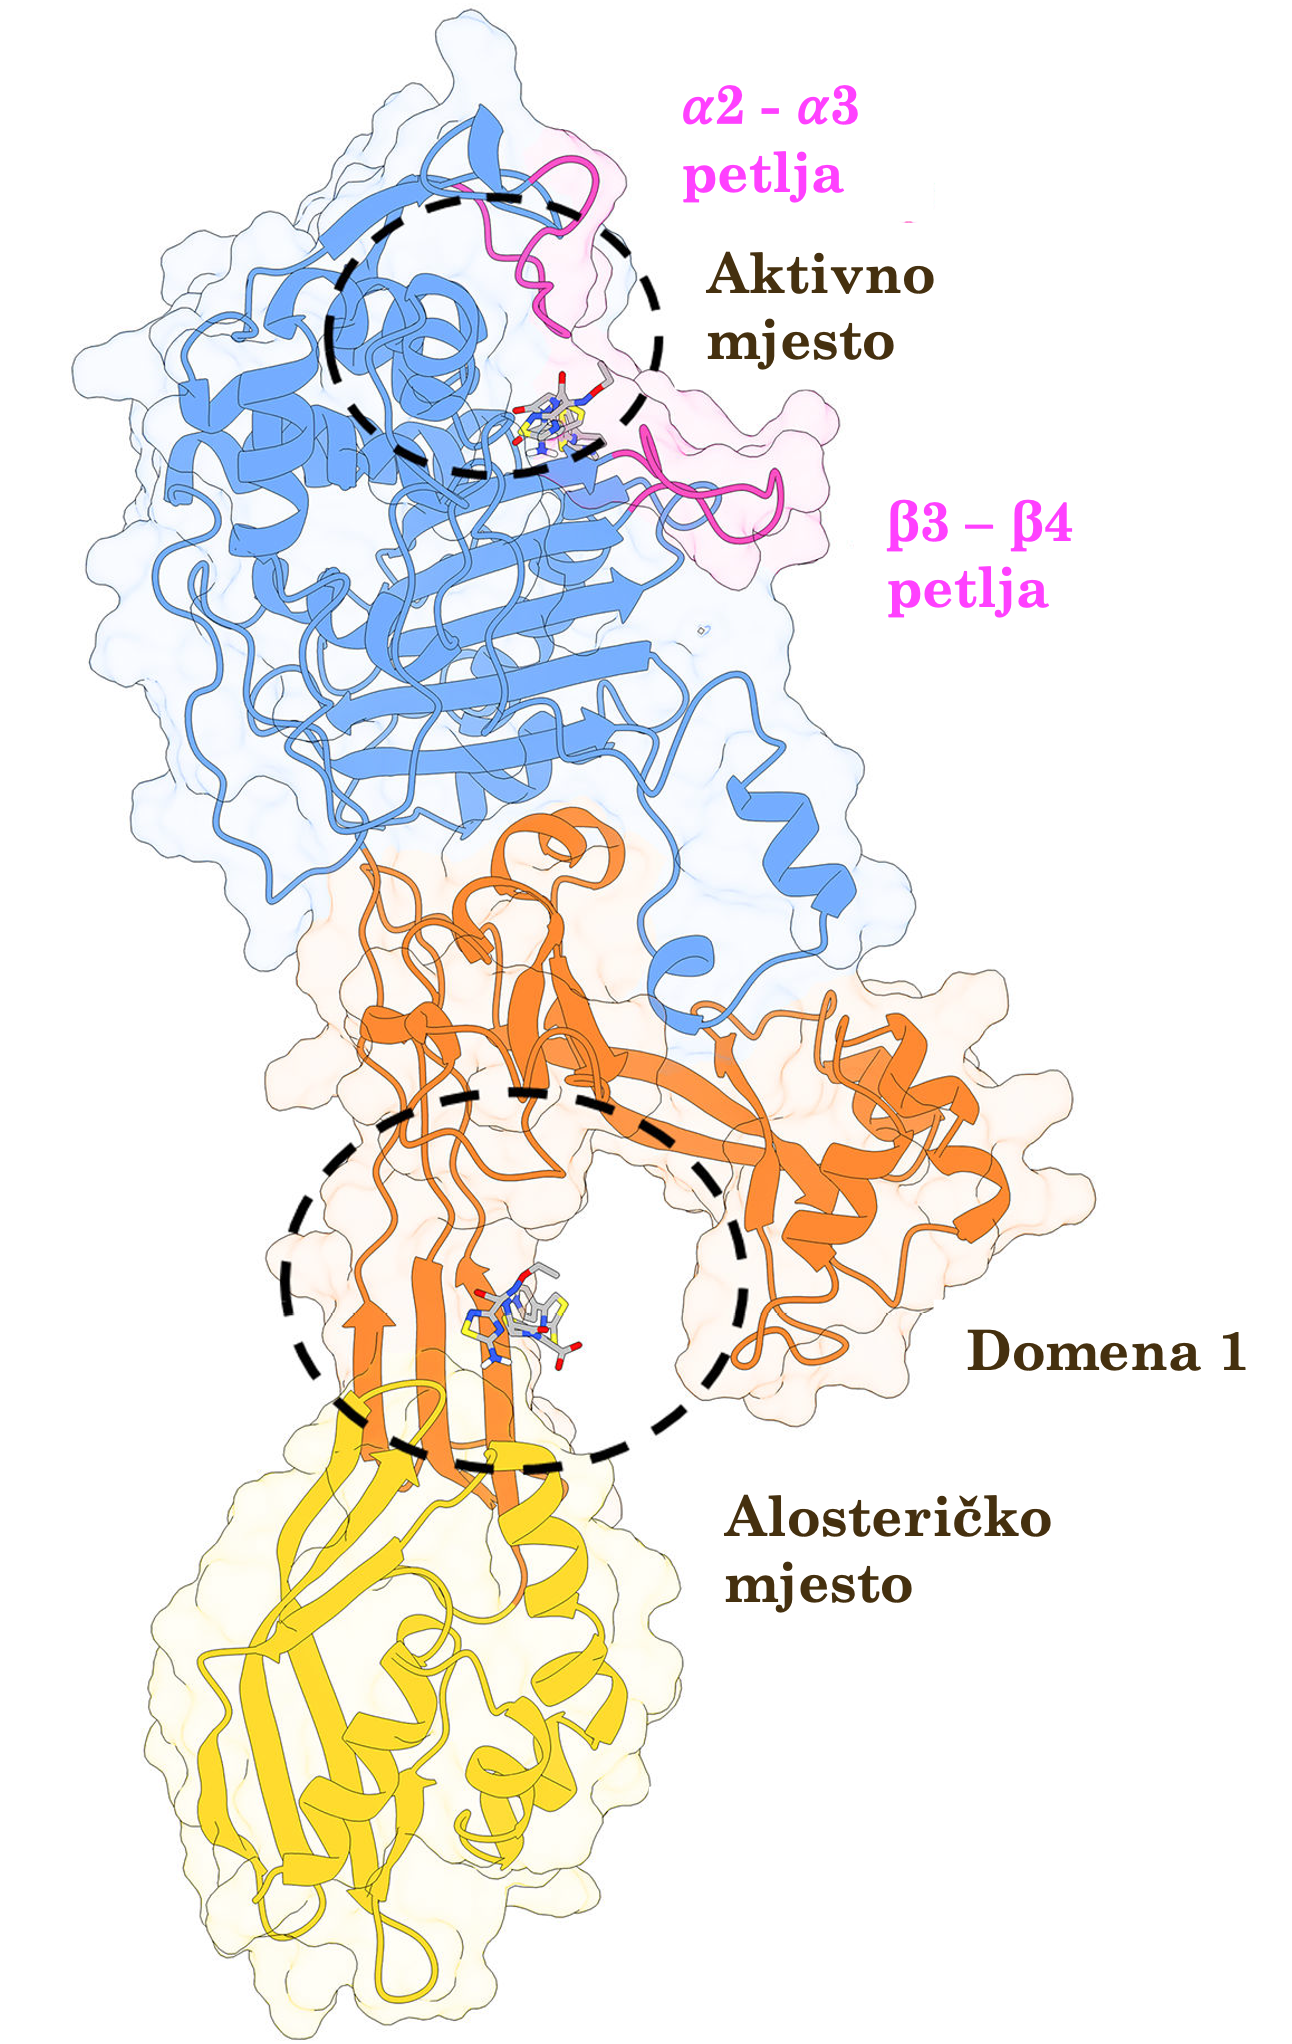 α2 - α3
petlja
Aktivno
mjesto
β3 – β4
petlja
Domena 1
Alosteričko
mjesto